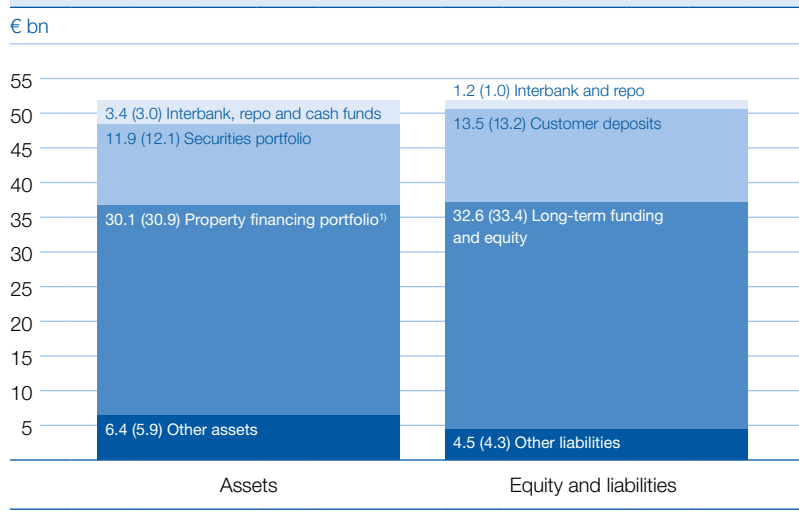 € bn
55
50
45
40
35
30
25
20
15
10
5
3.4 (3.0) Interbank, repo and cash funds
11.9 (12.1) Securities portfolio
30.1 (30.9) Property financing portfolio¹⁾
6.4 (5.9) Other assets
1.2 (1.0) Interbank and repo
13.5 (13.2) Customer deposits
32.6 (33.4) Long-term funding
and equity
4.5 (4.3) Other liabilities
Assets
Equity and liabilities